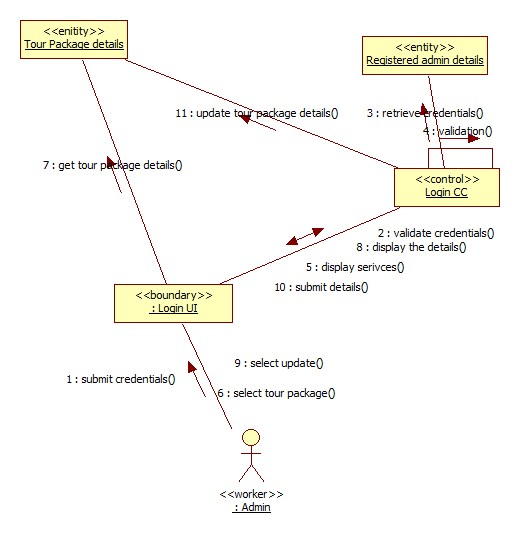 <<enitity>>
Tour Package details
<<entity>>
Registered admin details
11 : update tour package details()
3 : retrieve credentials()
4 : validation()
7 : get tour package details()
<<control>>
Login CC
2 : validate credentials()
8 : display the details()
5 : display serivces()
10 : submit details()
<<boundary>>
: Login UI
9 : select update()
1 : submit credentials()
6 : select tour package()
<<worker>>
: Admin